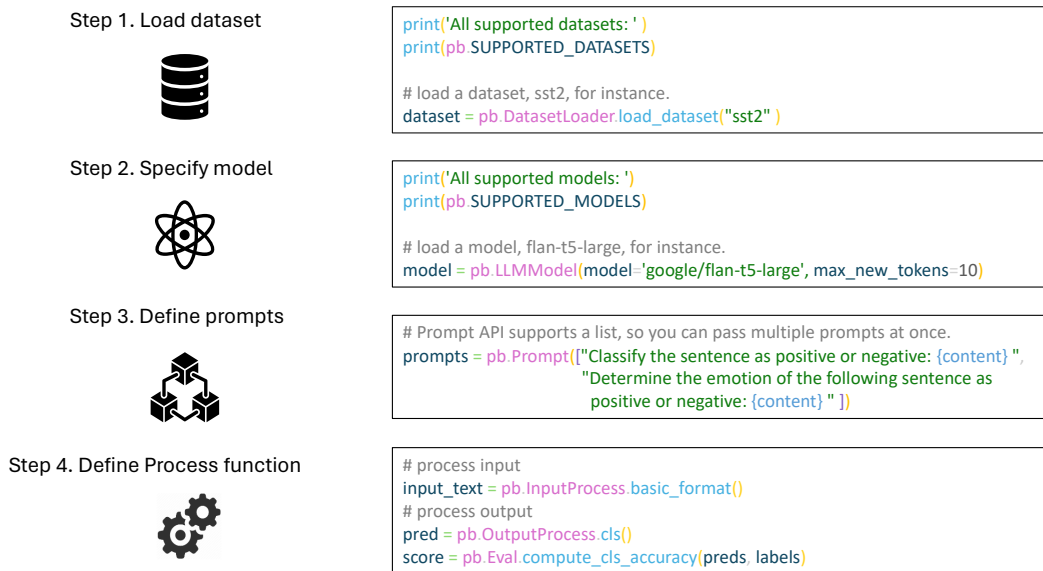 Step 1. Load dataset
print('All supported datasets: ' )
print(pb.SUPPORTED_DATASETS)
# load a dataset, sst2, for instance.
dataset = pb.DatasetLoader.load_dataset("sst2" )
Step 2. Specify model
print('All supported models: ')
print(pb.SUPPORTED_MODELS)
# load a model, flan-t5-large, for instance.
model = pb.LLMModel(model='google/flan-t5-large', max_new_tokens=10)
Step 3. Define prompts
# Prompt API supports a list, so you can pass multiple prompts at once.
prompts = pb.Prompt(["Classify the sentence as positive or negative: {content} ",
"Determine the emotion of the following sentence as
positive or negative: {content} " ])
Step 4. Define Process function
# process input
input_text = pb.InputProcess.basic_format()
# process output
pred = pb.OutputProcess.cls()
score = pb.Eval.compute_cls_accuracy(preds, labels)